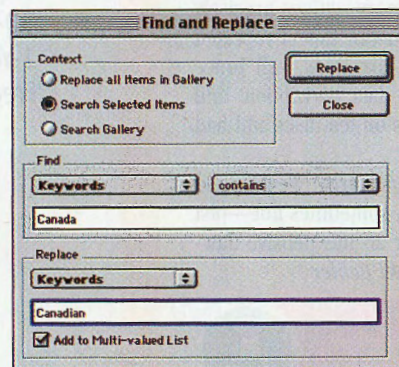 Find and Replace
Context
Replace all Items in Gallery
Search Selected Items
Search Gallery
Replace
Close
Find
Keywords
contains
Canada
Replace
Keywords
Canadian
Add to Multi-valued List